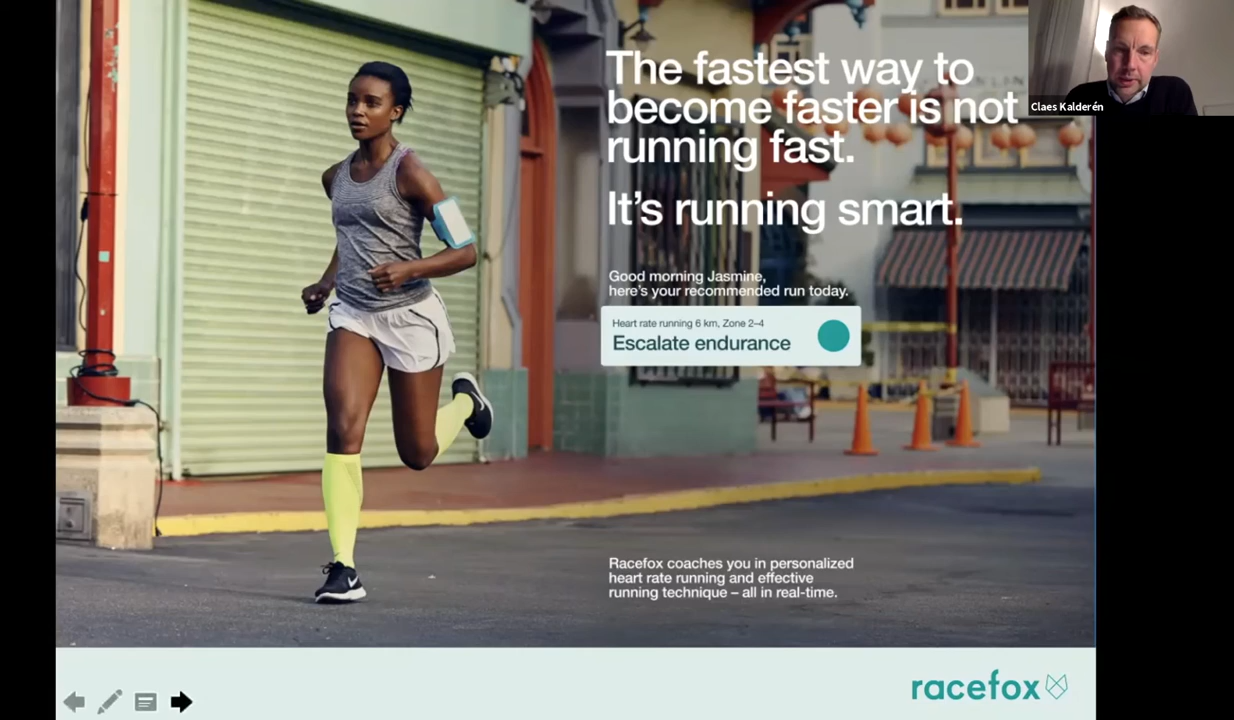 The fastest way to
become faster is not
running fast.
It's running smart.
Claes Kalderén
Good morning Jasmine,
here's your recommended run today.
Heart rate running 6 km, Zone 2–4
Escalate endurance
Racefox coaches you in personalized
heart rate running and effective
running technique – all in real-time.
racefox